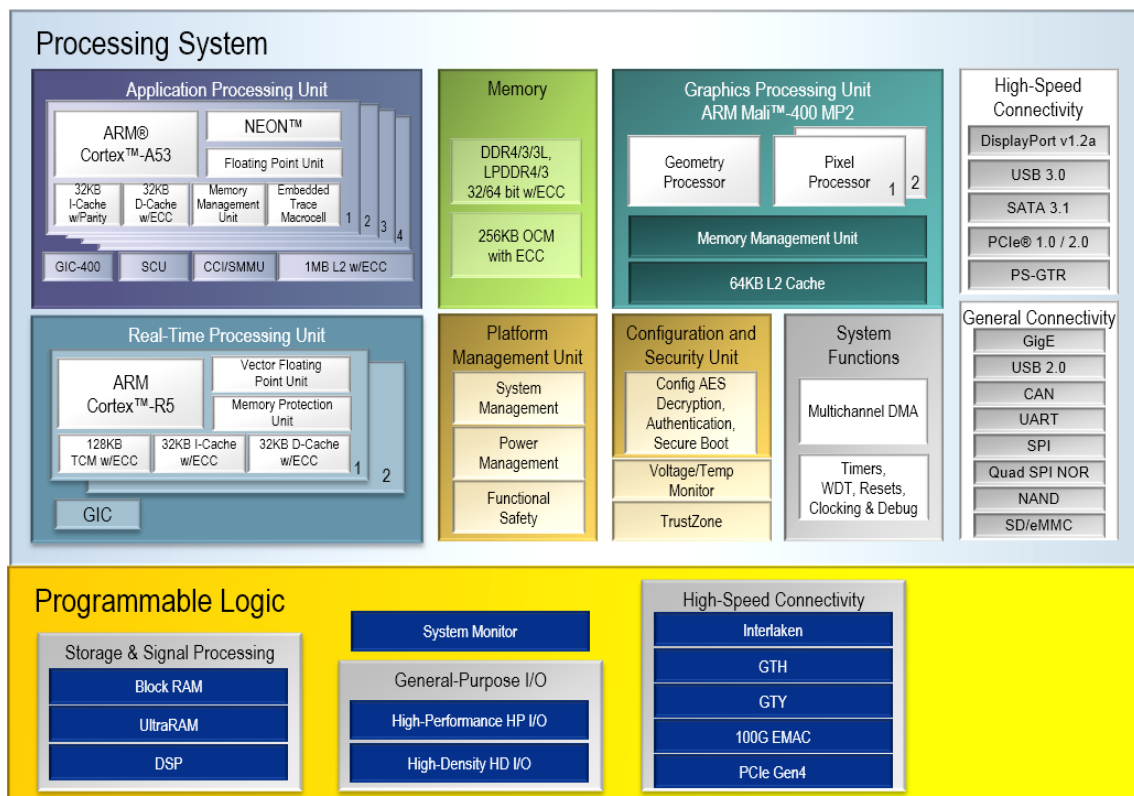 Processing System
Application Processing Unit
ARM®
Cortex™-A53
NEON™
Floating Point Unit
32KB
I-Cache
w/Parity
32KB
D-Cache
w/ECC
Memory
Management
Unit
Embedded
Trace
Macrocell
1
2
3
4
GIC-400
SCU
CCI/SMMU
1MB L2 w/ECC
Memory
DDR4/3/3L,
LPDDR4/3
32/64 bit w/ECC
256KB OCM
with ECC
Graphics Processing Unit
ARM Mali™-400 MP2
Geometry
Processor
Pixel
Processor
1
2
Memory Management Unit
64KB L2 Cache
High-Speed
Connectivity
DisplayPort v1.2a
USB 3.0
SATA 3.1
PCIe® 1.0 / 2.0
PS-GTR
Real-Time Processing Unit
ARM
Cortex™-R5
Vector Floating
Point Unit
Memory Protection
Unit
128KB
TCM w/ECC
32KB I-Cache
w/ECC
32KB D-Cache
w/ECC
1
2
GIC
Platform
Management Unit
System
Management
Power
Management
Functional
Safety
Configuration and
Security Unit
Config AES
Decryption,
Authentication,
Secure Boot
Voltage/Temp
Monitor
TrustZone
System
Functions
Multichannel DMA
Timers,
WDT, Resets,
Clocking & Debug
General Connectivity
GigE
USB 2.0
CAN
UART
SPI
Quad SPI NOR
NAND
SD/eMMC
Programmable Logic
Storage & Signal Processing
Block RAM
UltraRAM
DSP
System Monitor
General-Purpose I/O
High-Performance HP I/O
High-Density HD I/O
High-Speed Connectivity
Interlaken
GTH
GTY
100G EMAC
PCIe Gen4